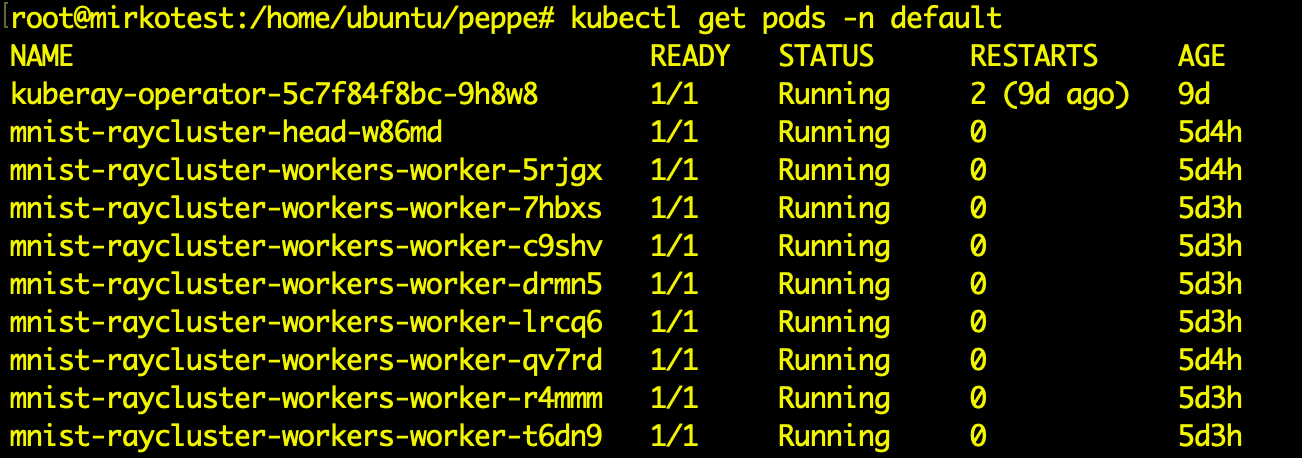 [root@mirkotest:/home/ubuntu/peppe# kubectl get pods -n default
NAME READY STATUS RESTARTS AGE
kuberay-operator-5c7f84f8bc-9h8w8 1/1 Running 2 (9d ago) 9d
mnist-raycluster-head-w86md 1/1 Running 0 5d4h
mnist-raycluster-workers-worker-5rjgx 1/1 Running 0 5d4h
mnist-raycluster-workers-worker-7hbxs 1/1 Running 0 5d3h
mnist-raycluster-workers-worker-c9shv 1/1 Running 0 5d3h
mnist-raycluster-workers-worker-drmn5 1/1 Running 0 5d3h
mnist-raycluster-workers-worker-lrcq6 1/1 Running 0 5d3h
mnist-raycluster-workers-worker-qv7rd 1/1 Running 0 5d4h
mnist-raycluster-workers-worker-r4mmm 1/1 Running 0 5d3h
mnist-raycluster-workers-worker-t6dn9 1/1 Running 0 5d3h